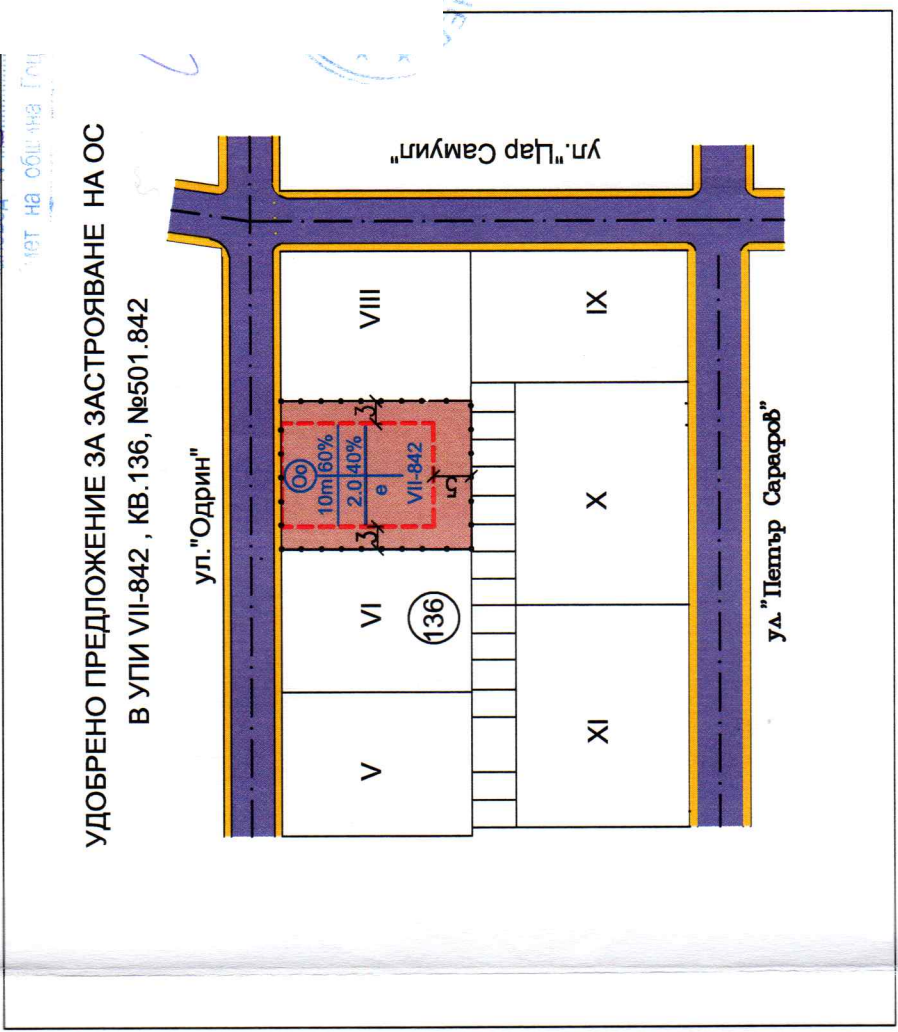 УДОБРЕНО ПРЕДЛОЖЕНИЕ ЗА ЗАСТРОЯВАНЕ НА ОС
В УПИ VII-842 , КВ.136, №501.842
на община
ул."Одрин"
ул."Цар Самуил"
V
VI
136
Оо
10m 60%
2.0 40%
e
VII-842
3
3
5
VIII
XI
X
IX
ул."Петър Сарафов"